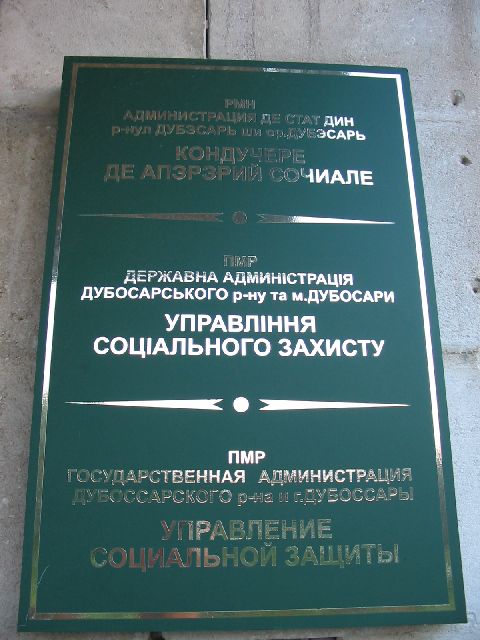 РМН
АДМИНИСТРАЦИЯ ДЕ СТАТ ДИН
р-нул ДУБЭСАРЬ ши ор.ДУБЭСАРЬ
КОНДУЧЕРЕ
ДЕ АПЭРЭРИЙ СОЧИАЛЕ
ПМР
ДЕРЖАВНА АДМИНІСТРАЦІЯ
ДУБОСАРСЬКОГО р-ну та м.ДУБОСАРИ
УПРАВЛІННЯ
СОЦІАЛЬНОГО ЗАХИСТУ
ПМР
ГОСУДАРСТВЕННАЯ АДМИНИСТРАЦИЯ
ДУБОССАРСКОГО р-на и г.ДУБОССАРЫ
УПРАВЛЕНИЕ
СОЦИАЛЬНОЙ ЗАЩИТЫ